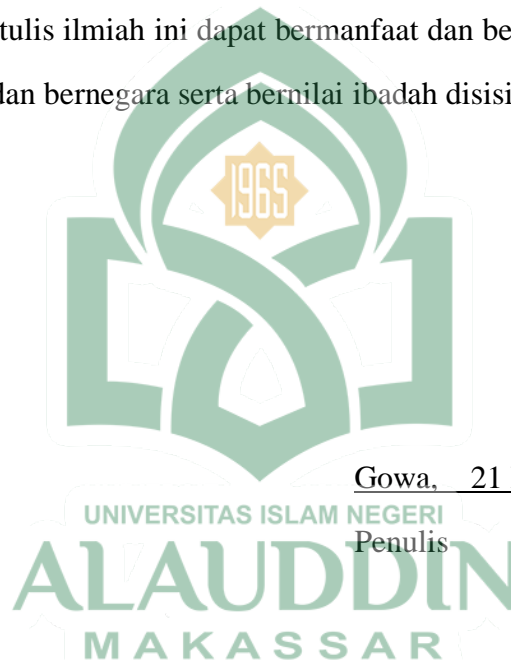 tulis ilmiah ini dapat bermanfaat dan be
dan bernegara serta bernilai ibadah disisi
1965
Gowa, 21
UNIVERSITAS ISLAM NEGERI
Penulis
ALAUDDIN
MAKASSAR